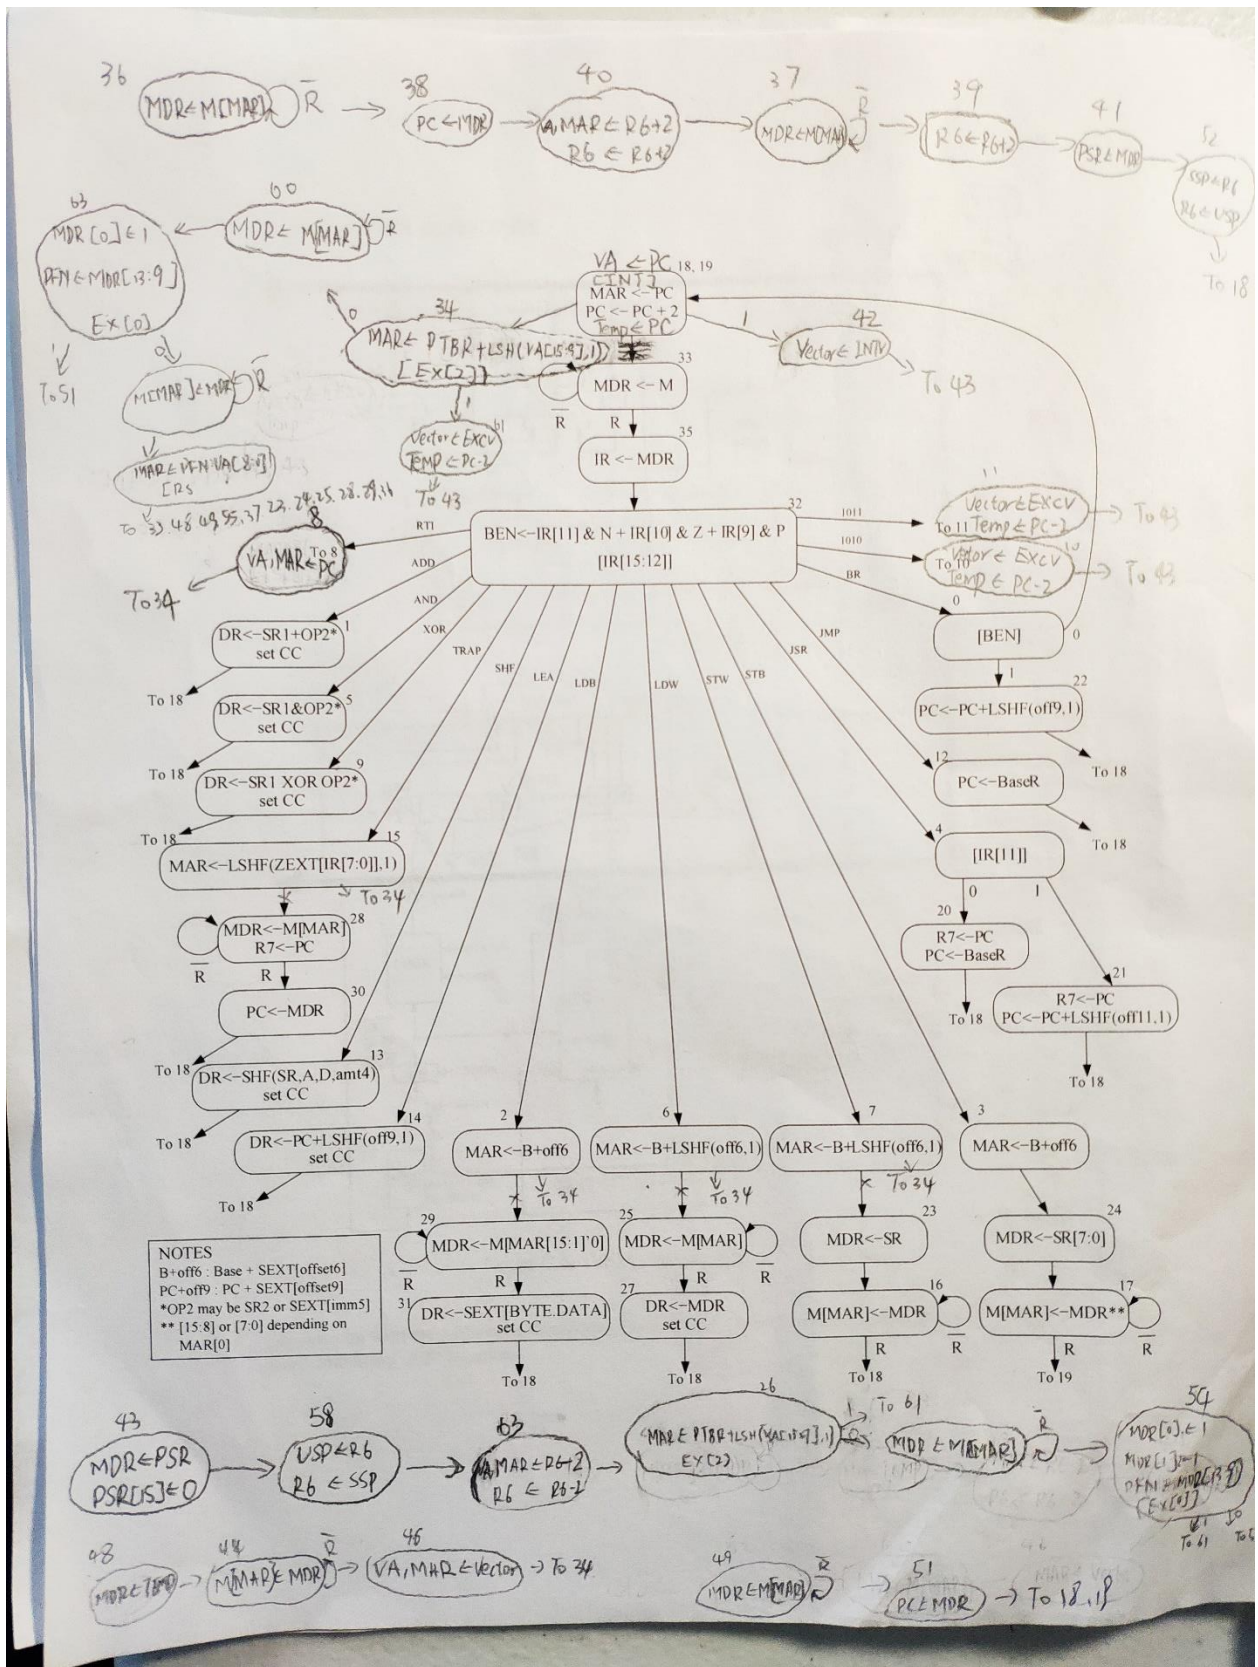 36
MDR←M[MAR]
R̅
38
PC←MDR
40
VA,MAR←R6+2
R6←R6+2
37
MDR←M[MAR]
R̅
39
R6←R6+2
41
PSR←MDR
52
SSP←R6
R6←USP
To 18
63
MDR[0]←1
PFN←MDR[13:9]
EX[0]
60
MDR←M[MAR]
R̅
VA←PC
18, 19
[INT]
MAR <- PC
PC <- PC + 2
Temp←PC
0
1
34
MAR←PTBR+LSH(VA[15:9],1)
[EX[2]]
1
42
Vector←INTV
To 43
33
MDR <- M
R̅
R
35
IR <- MDR
To 51
0
M[MAR]←MDR
R̅
MAR←PFN'VA[8:0]
[RS
To 33,48,49,55,37,23,24,25,28,29,36
61
Vector←EXCV
TEMP←PC-2
To 43
32
BEN<-IR[11] & N + IR[10] & Z + IR[9] & P
[IR[15:12]]
RTI
ADD
AND
XOR
TRAP
SHF
LEA
LDB
LDW
STW
STB
JSR
JMP
BR
1010
1011
8
To 8
VA,MAR←PC
To 34
11
Vector←EXCV
To 11
Temp←PC-2
To 43
10
Vector←EXCV
To 10
Temp←PC-2
To 43
1
DR<-SR1+OP2*
set CC
To 18
5
DR<-SR1&OP2*
set CC
To 18
9
DR<-SR1 XOR OP2*
set CC
To 18
15
MAR<-LSHF(ZEXT[IR[7:0]],1)
To 34
28
MDR<-M[MAR]
R7<-PC
R̅
R
30
PC<-MDR
To 18
13
DR<-SHF(SR,A,D,amt4)
set CC
To 18
14
DR<-PC+LSHF(off9,1)
set CC
To 18
0
[BEN]
0
1
22
PC<-PC+LSHF(off9,1)
To 18
12
PC<-BaseR
To 18
4
[IR[11]]
0
1
20
R7<-PC
PC<-BaseR
To 18
21
R7<-PC
PC<-PC+LSHF(off11,1)
To 18
2
MAR<-B+off6
To 34
29
MDR<-M[MAR[15:1]'0]
R̅
R
31
DR<-SEXT[BYTE.DATA]
set CC
To 18
6
MAR<-B+LSHF(off6,1)
To 34
25
MDR<-M[MAR]
R̅
R
27
DR<-MDR
set CC
To 18
7
MAR<-B+LSHF(off6,1)
To 34
23
MDR<-SR
16
M[MAR]<-MDR
R
R̅
To 18
3
MAR<-B+off6
24
MDR<-SR[7:0]
17
M[MAR]<-MDR**
R
R̅
To 19
NOTES
B+off6 : Base + SEXT[offset6]
PC+off9 : PC + SEXT[offset9]
*OP2 may be SR2 or SEXT[imm5]
** [15:8] or [7:0] depending on
MAR[0]
43
MDR←PSR
PSR[15]←0
58
USP←R6
R6←SSP
63
VA,MAR←R6+2
R6←R6-2
26
MAR←PTBR+LSH(VA[15:9],1)
EX(2)
1
To 61
MDR←M[MAR]
R̅
54
MDR[0]←1
MDR[1]←1
PFN←MDR[13:9]
[EX[0]]
1
To 61
48
MDR←TEMP
44
M[MAR]←MDR
R̅
46
VA,MAR←Vector
To 34
49
MDR←M[MAR]
R̅
51
PC←MDR
To 18,19